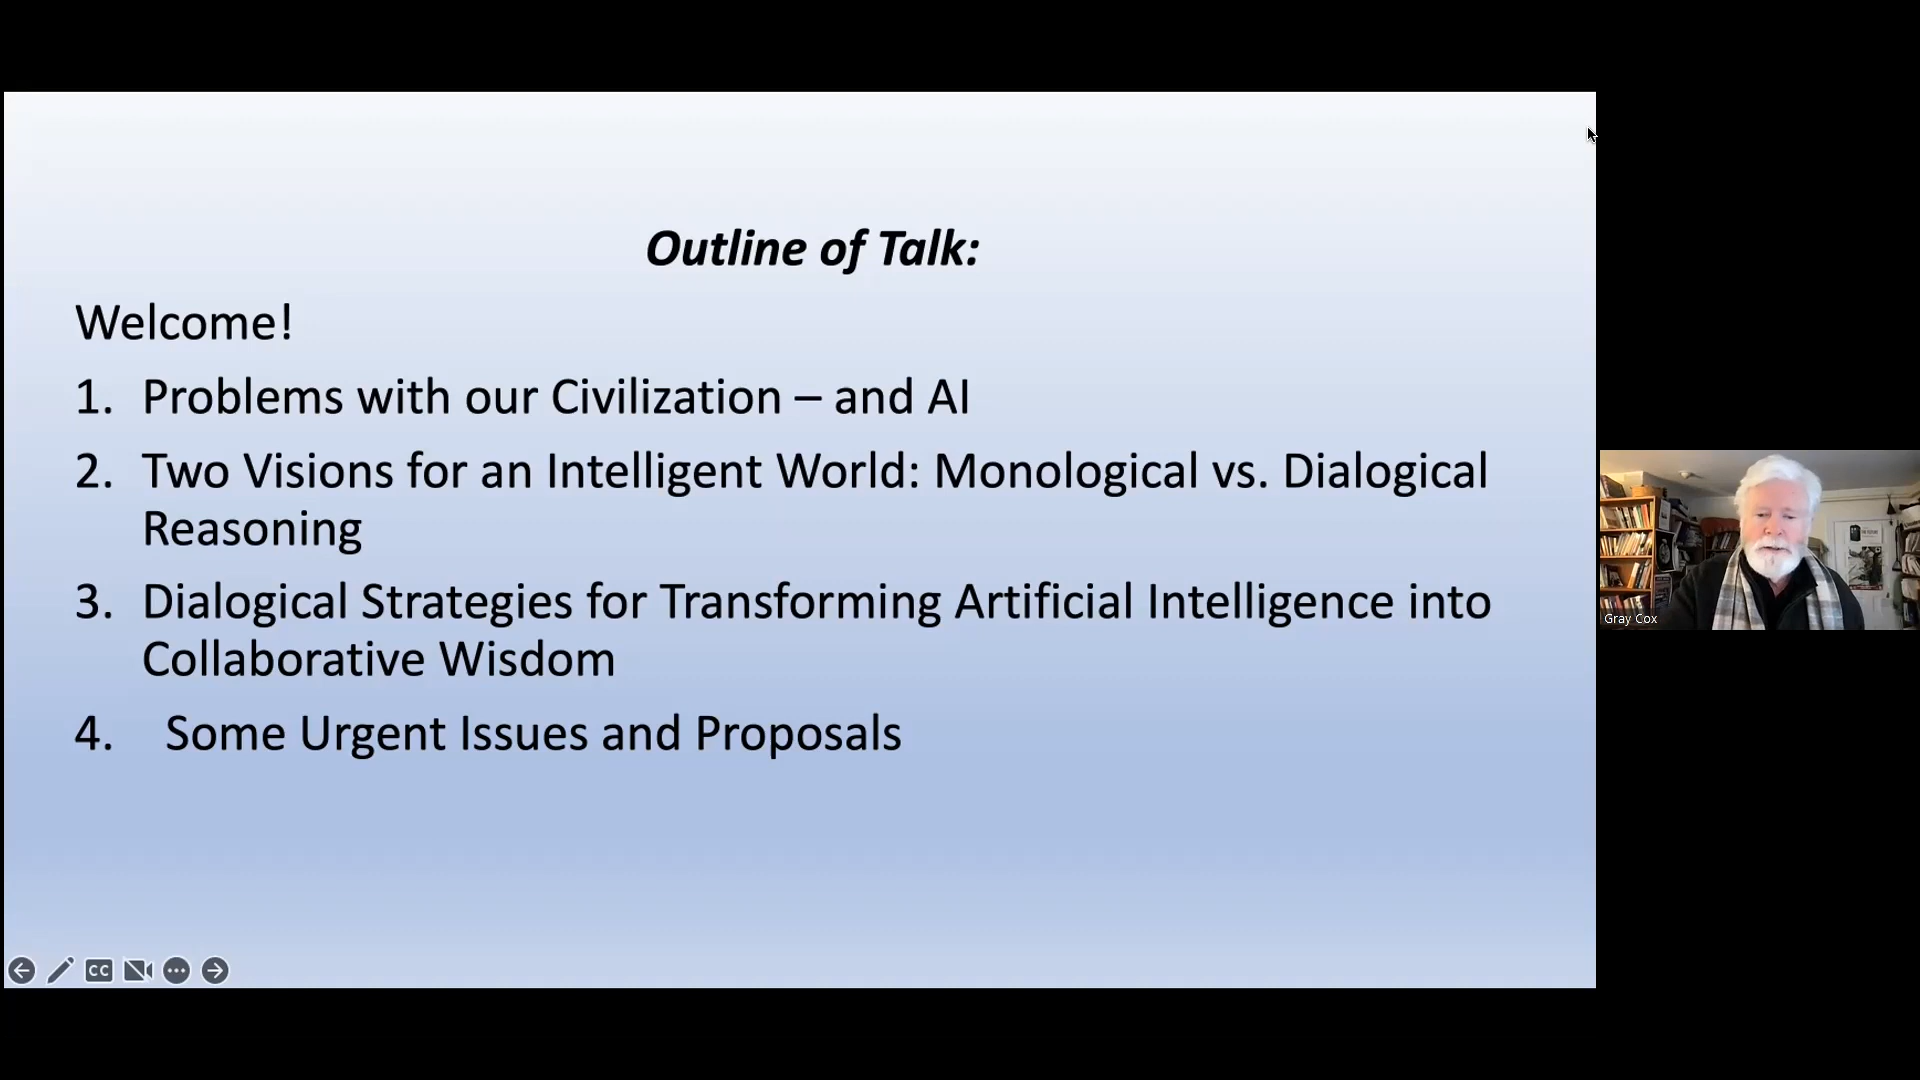 Outline of Talk:
Welcome!
1. Problems with our Civilization – and AI
2. Two Visions for an Intelligent World: Monological vs. Dialogical
Reasoning
3. Dialogical Strategies for Transforming Artificial Intelligence into
Collaborative Wisdom
4. Some Urgent Issues and Proposals
Gray Cox
CC